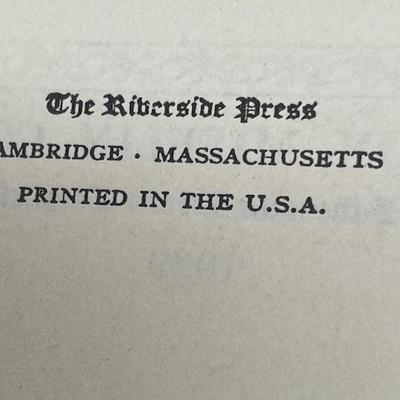 The Riverside Press
AMBRIDGE · MASSACHUSETTS
PRINTED IN THE U.S.A.